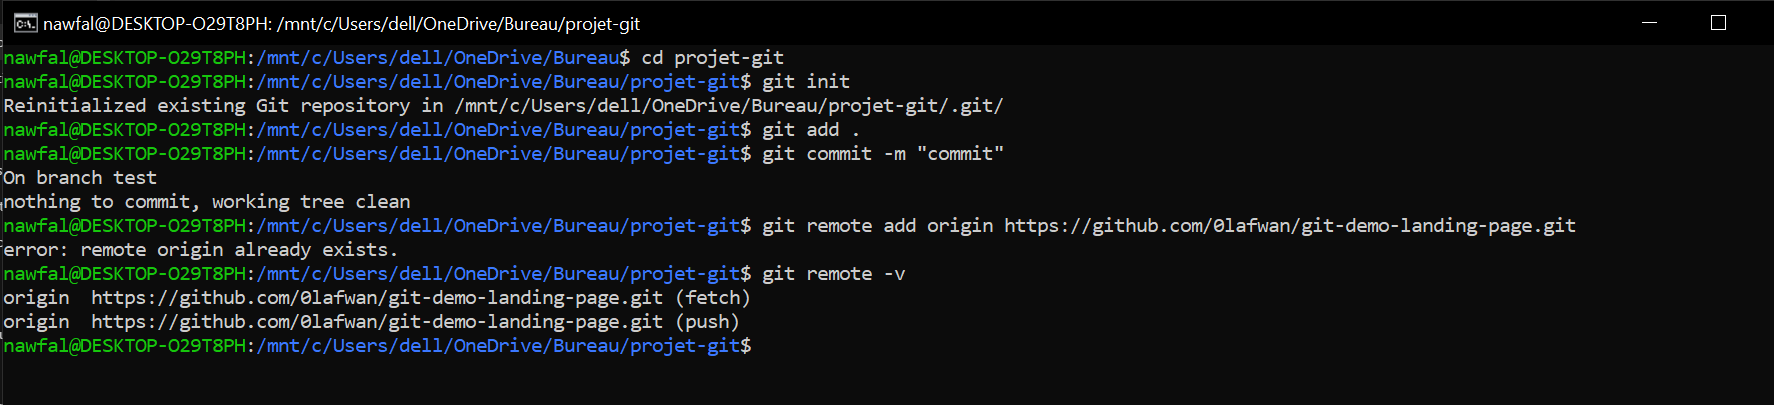 nawfal@DESKTOP-O29T8PH: /mnt/c/Users/dell/OneDrive/Bureau/projet-git
nawfal@DESKTOP-O29T8PH:/mnt/c/Users/dell/OneDrive/Bureau$ cd projet-git
nawfal@DESKTOP-O29T8PH:/mnt/c/Users/dell/OneDrive/Bureau/projet-git$ git init
Reinitialized existing Git repository in /mnt/c/Users/dell/OneDrive/Bureau/projet-git/.git/
nawfal@DESKTOP-O29T8PH:/mnt/c/Users/dell/OneDrive/Bureau/projet-git$ git add .
nawfal@DESKTOP-O29T8PH:/mnt/c/Users/dell/OneDrive/Bureau/projet-git$ git commit -m "commit"
On branch test
nothing to commit, working tree clean
nawfal@DESKTOP-O29T8PH:/mnt/c/Users/dell/OneDrive/Bureau/projet-git$ git remote add origin https://github.com/0lafwan/git-demo-landing-page.git
error: remote origin already exists.
nawfal@DESKTOP-O29T8PH:/mnt/c/Users/dell/OneDrive/Bureau/projet-git$ git remote -v
origin  https://github.com/0lafwan/git-demo-landing-page.git (fetch)
origin  https://github.com/0lafwan/git-demo-landing-page.git (push)
nawfal@DESKTOP-O29T8PH:/mnt/c/Users/dell/OneDrive/Bureau/projet-git$